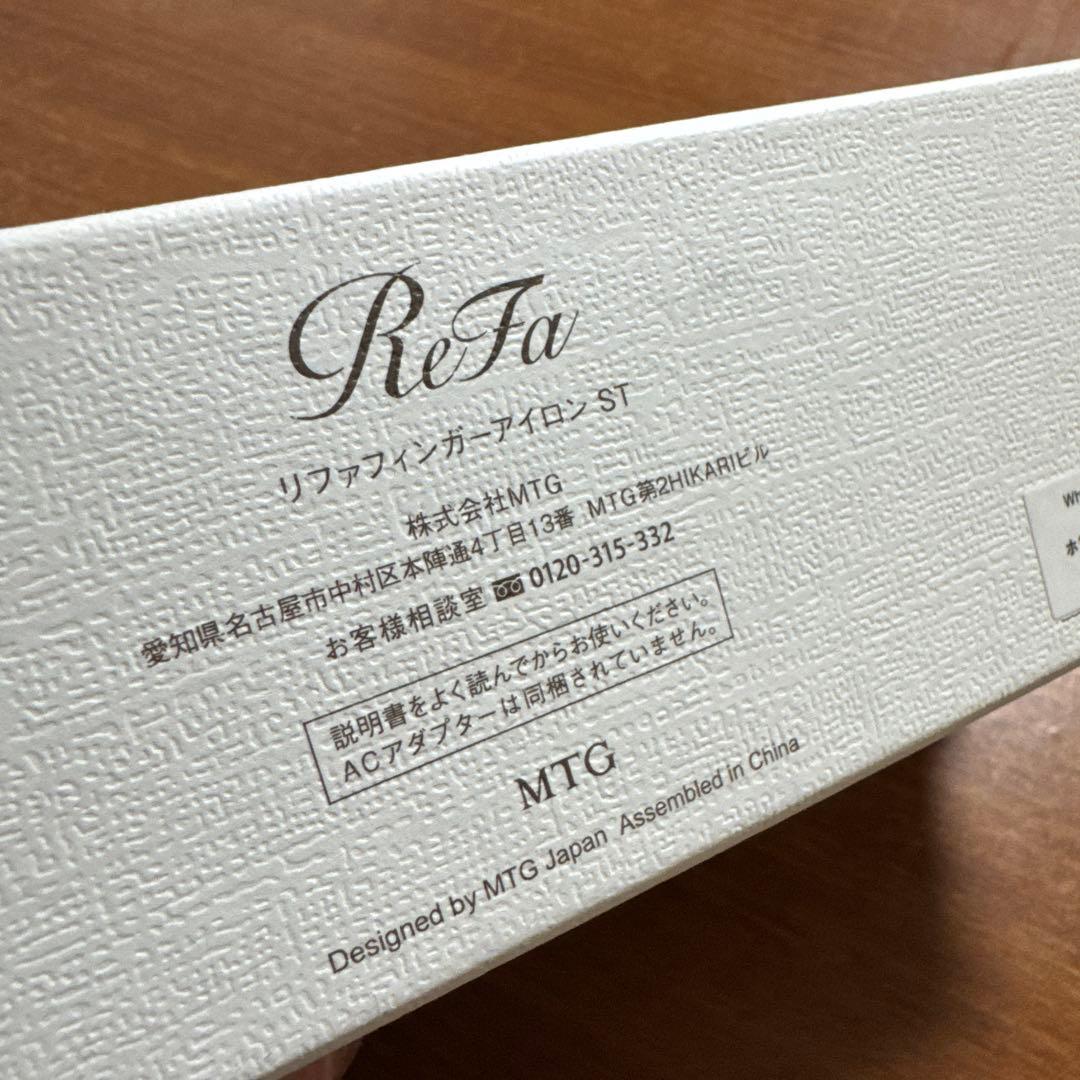 ReFa
リファフィンガーアイロン ST
株式会社MTG
愛知県名古屋市中村区本陣通4丁目13番 MTG第2HIKARIビル
お客様相談室 0120-315-332
説明書をよく読んでからお使いください。
ACアダプターは同梱されていません。
MTG
Designed by MTG Japan Assembled in China